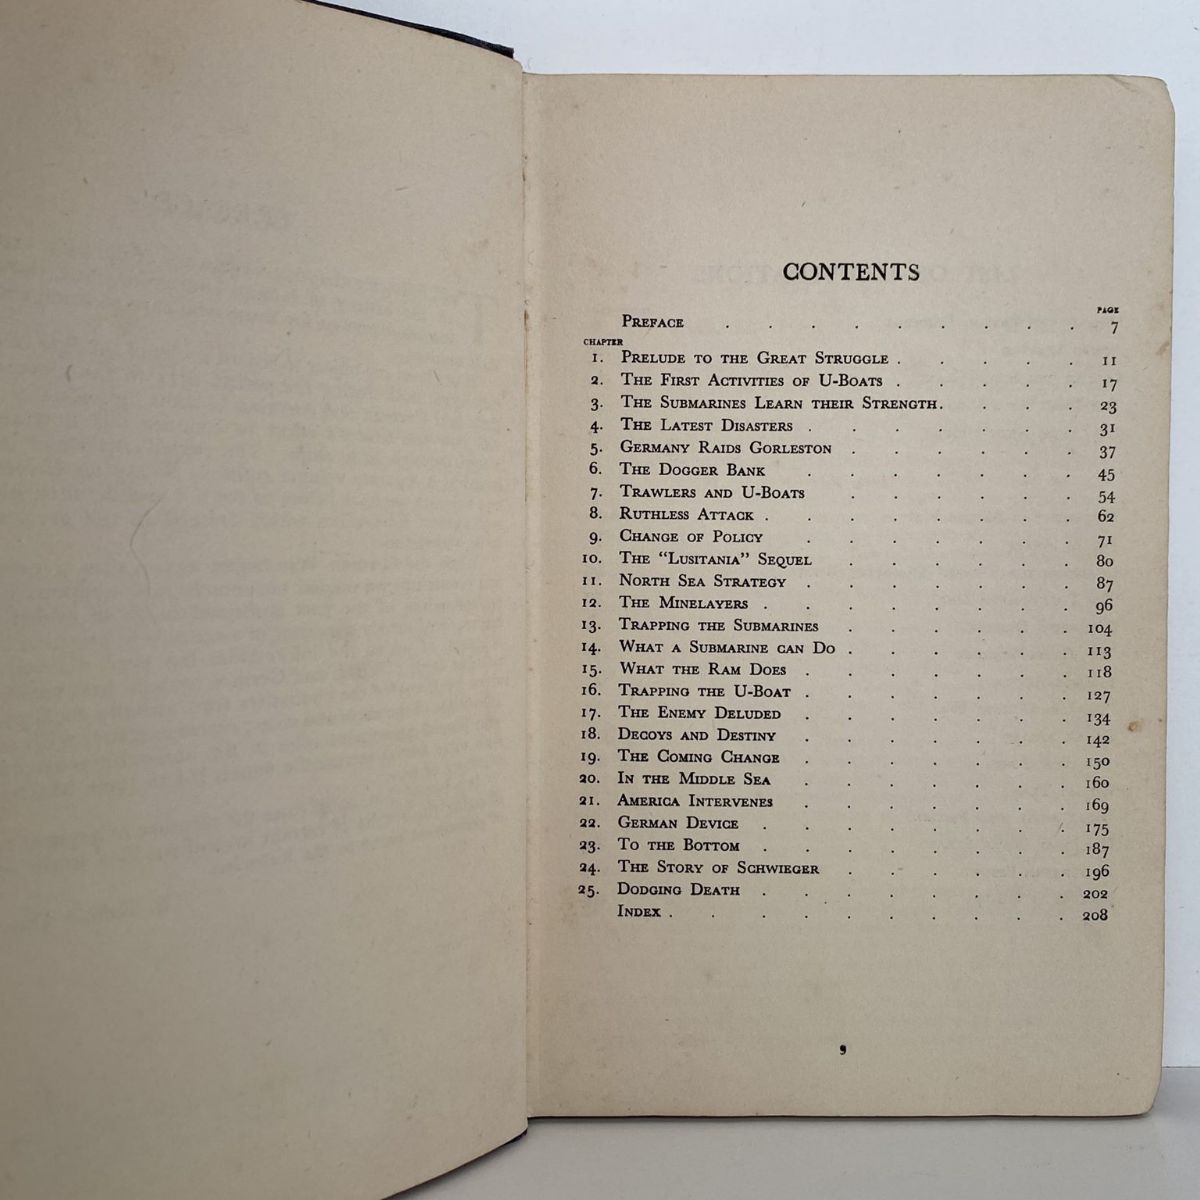 CONTENTS
PAGE
PREFACE . . . . . . . . . 7
CHAPTER
1. PRELUDE TO THE GREAT STRUGGLE . . . . . 11
2. THE FIRST ACTIVITIES OF U-BOATS . . . . . 17
3. THE SUBMARINES LEARN THEIR STRENGTH . . . . 23
4. THE LATEST DISASTERS . . . . . . . 31
5. GERMANY RAIDS GORLESTON . . . . . . 37
6. THE DOGGER BANK . . . . . . . 45
7. TRAWLERS AND U-BOATS . . . . . . 54
8. RUTHLESS ATTACK . . . . . . . . 62
9. CHANGE OF POLICY . . . . . . . 71
10. THE "LUSITANIA" SEQUEL . . . . . . 80
11. NORTH SEA STRATEGY . . . . . . . 87
12. THE MINELAYERS . . . . . . . . 96
13. TRAPPING THE SUBMARINES . . . . . . 104
14. WHAT A SUBMARINE CAN DO . . . . . . 113
15. WHAT THE RAM DOES . . . . . . . 118
16. TRAPPING THE U-BOAT . . . . . . . 127
17. THE ENEMY DELUDED . . . . . . . 134
18. DECOYS AND DESTINY . . . . . . . 142
19. THE COMING CHANGE . . . . . . . 150
20. IN THE MIDDLE SEA . . . . . . . 160
21. AMERICA INTERVENES . . . . . . . 169
22. GERMAN DEVICE . . . . . . . . 175
23. TO THE BOTTOM . . . . . . . . 187
24. THE STORY OF SCHWIEGER . . . . . . 196
25. DODGING DEATH . . . . . . . . 202
INDEX . . . . . . . . . . 208
9